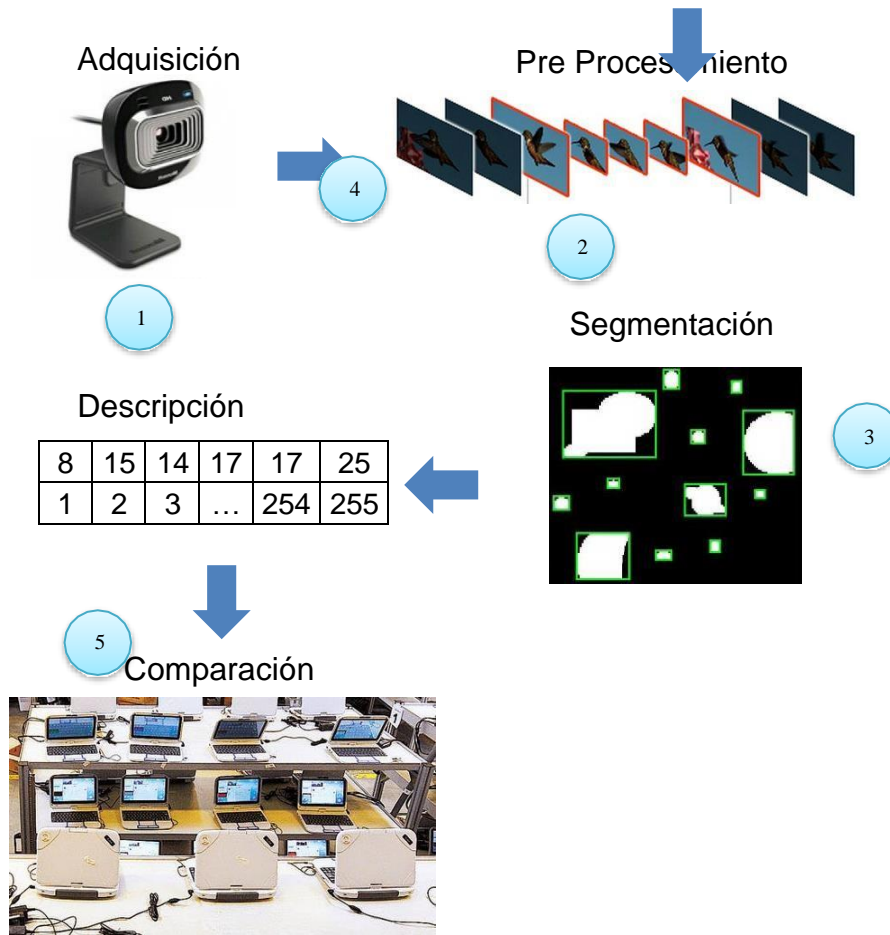 Adquisición
Pre Procesamiento
4
2
1
Segmentación
3
Descripción
8 15 14 17 17 25
1 2 3 … 254 255
5
Comparación